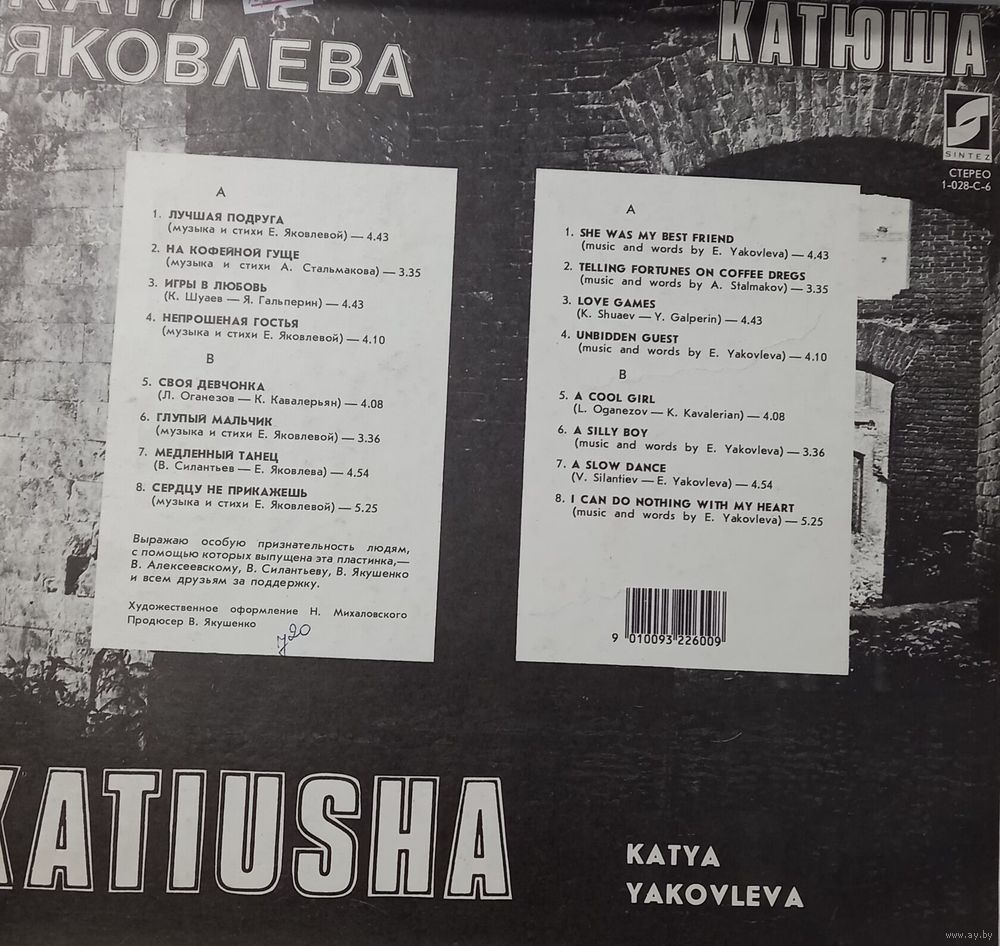 КАТЯ
ЯКОВЛЕВА
КАТЮША
SINTEZ
СТЕРЕО
1-028-С-6
А
1. ЛУЧШАЯ ПОДРУГА
(музыка и стихи Е. Яковлевой) — 4.43
2. НА КОФЕЙНОЙ ГУЩЕ
(музыка и стихи А. Стальмакова) — 3.35
3. ИГРЫ В ЛЮБОВЬ
(К. Шуаев — Я. Гальперин) — 4.43
4. НЕПРОШЕНАЯ ГОСТЬЯ
(музыка и стихи Е. Яковлевой) — 4.10
В
5. СВОЯ ДЕВЧОНКА
(Л. Оганезов — К. Кавалерьян) — 4.08
6. ГЛУПЫЙ МАЛЬЧИК
(музыка и стихи Е. Яковлевой) — 3.36
7. МЕДЛЕННЫЙ ТАНЕЦ
(В. Силантьев — Е. Яковлева) — 4.54
8. СЕРДЦУ НЕ ПРИКАЖЕШЬ
(музыка и стихи Е. Яковлевой) — 5.25
Выражаю особую признательность людям,
с помощью которых выпущена эта пластинка,—
В. Алексеевскому, В. Силантьеву, В. Якушенко
и всем друзьям за поддержку.
Художественное оформление Н. Михаловского
Продюсер В. Якушенко
у20
A
1. SHE WAS MY BEST FRIEND
(music and words by E. Yakovleva) — 4.43
2. TELLING FORTUNES ON COFFEE DREGS
(music and words by A. Stalmakov) — 3.35
3. LOVE GAMES
(K. Shuaev — Y. Galperin) — 4.43
4. UNBIDDEN GUEST
(music and words by E. Yakovleva) — 4.10
B
5. A COOL GIRL
(L. Oganezov — K. Kavalerian) — 4.08
6. A SILLY BOY
(music and words by E. Yakovleva) — 3.36
7. A SLOW DANCE
(V. Silantiev — E. Yakovleva) — 4.54
8. I CAN DO NOTHING WITH MY HEART
(music and words by E. Yakovleva) — 5.25
9 010093 226009
KATIUSHA
KATYA
YAKOVLEVA
www.ay.by